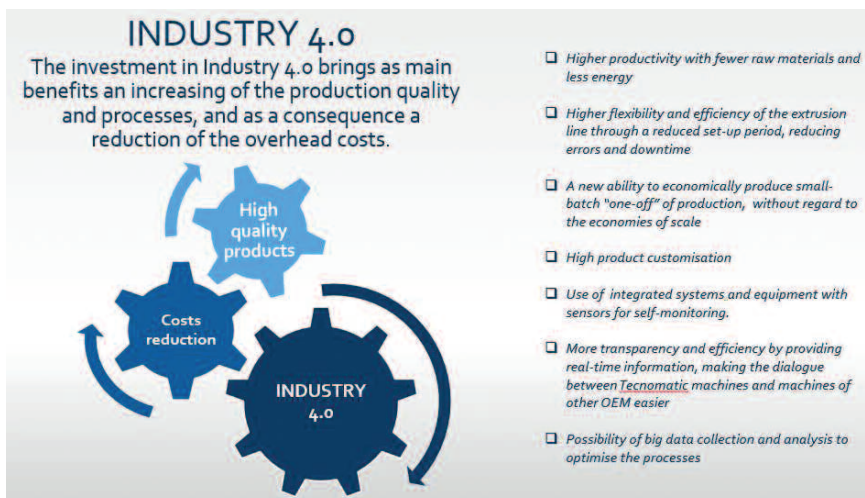 INDUSTRY 4.0
The investment in Industry 4.0 brings as main
benefits an increasing of the production quality
and processes, and as a consequence a
reduction of the overhead costs.
High
quality
products
Costs
reduction
INDUSTRY
4.0
Higher productivity with fewer raw materials and
less energy
Higher flexibility and efficiency of the extrusion
line through a reduced set-up period, reducing
errors and downtime
A new ability to economically produce small-
batch “one-off” of production, without regard to
the economies of scale
High product customisation
Use of integrated systems and equipment with
sensors for self-monitoring.
More transparency and efficiency by providing
real-time information, making the dialogue
between Tecnomatic machines and machines of
other OEM easier
Possibility of big data collection and analysis to
optimise the processes